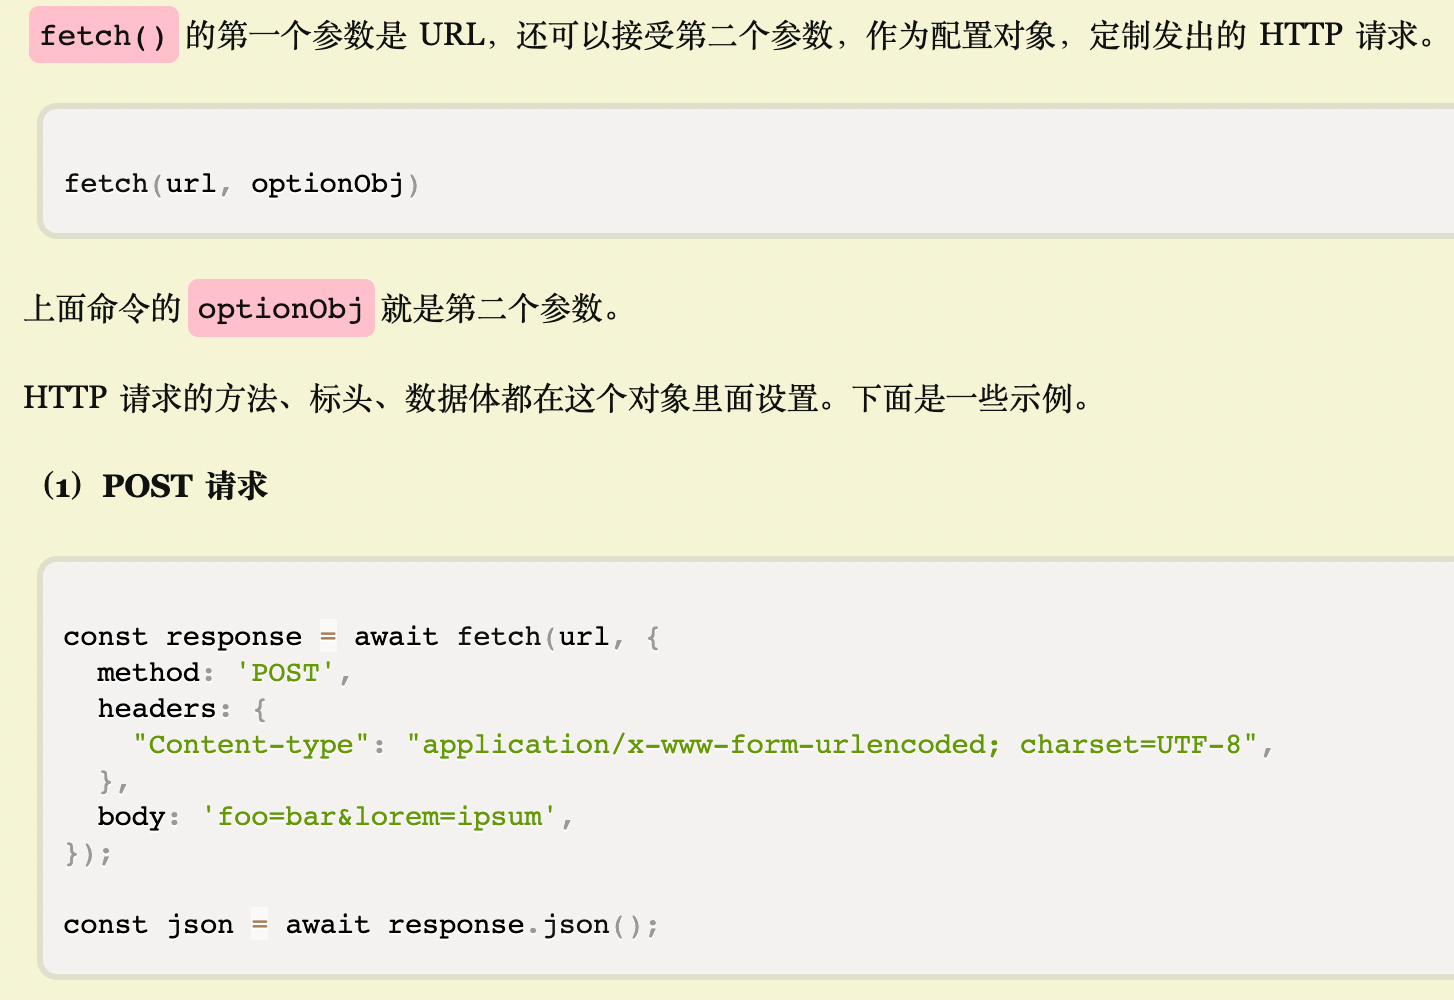 fetch() 的第一个参数是 URL，还可以接受第二个参数，作为配置对象，定制发出的 HTTP 请求。
fetch(url, optionObj)
上面命令的 optionObj 就是第二个参数。
HTTP 请求的方法、标头、数据体都在这个对象里面设置。下面是一些示例。
（1）POST 请求
const response = await fetch(url, {
  method: 'POST',
  headers: {
    "Content-type": "application/x-www-form-urlencoded; charset=UTF-8",
  },
  body: 'foo=bar&lorem=ipsum',
});
const json = await response.json();